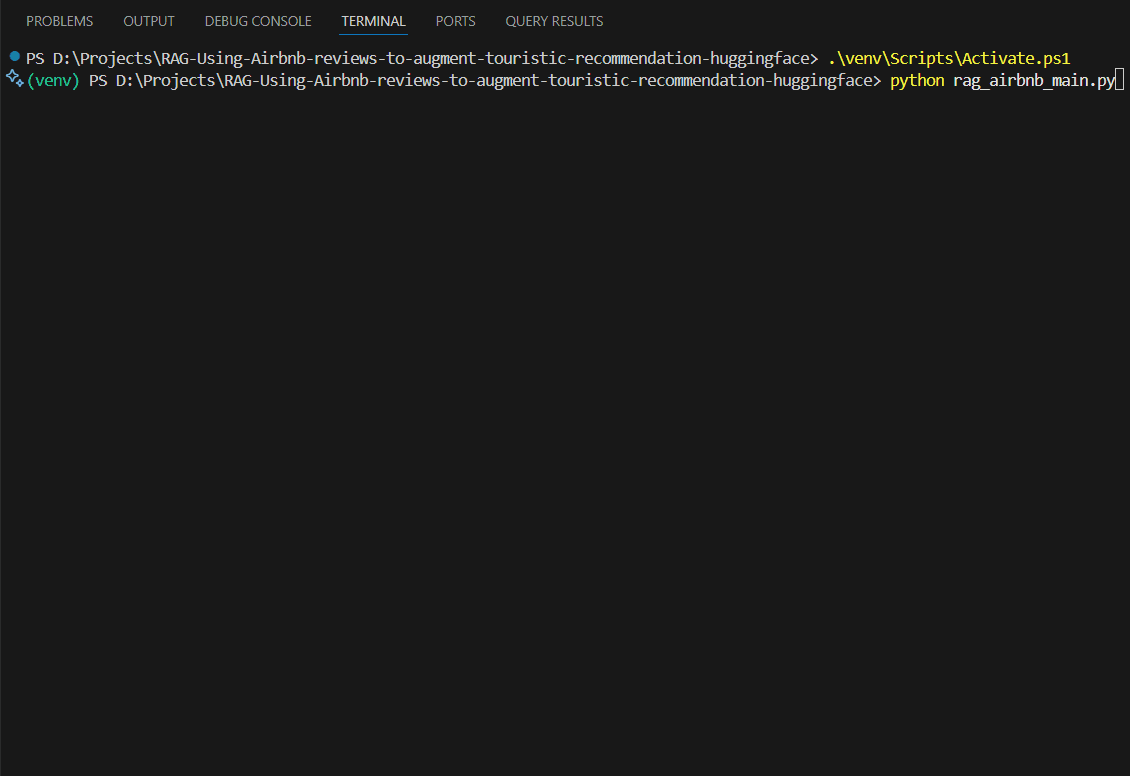 PROBLEMS OUTPUT DEBUG CONSOLE TERMINAL PORTS QUERY RESULTS
PS D:\Projects\RAG-Using-Airbnb-reviews-to-augment-touristic-recommendation-huggingface> .\venv\Scripts\Activate.ps1
(venv) PS D:\Projects\RAG-Using-Airbnb-reviews-to-augment-touristic-recommendation-huggingface> python rag_airbnb_main.py